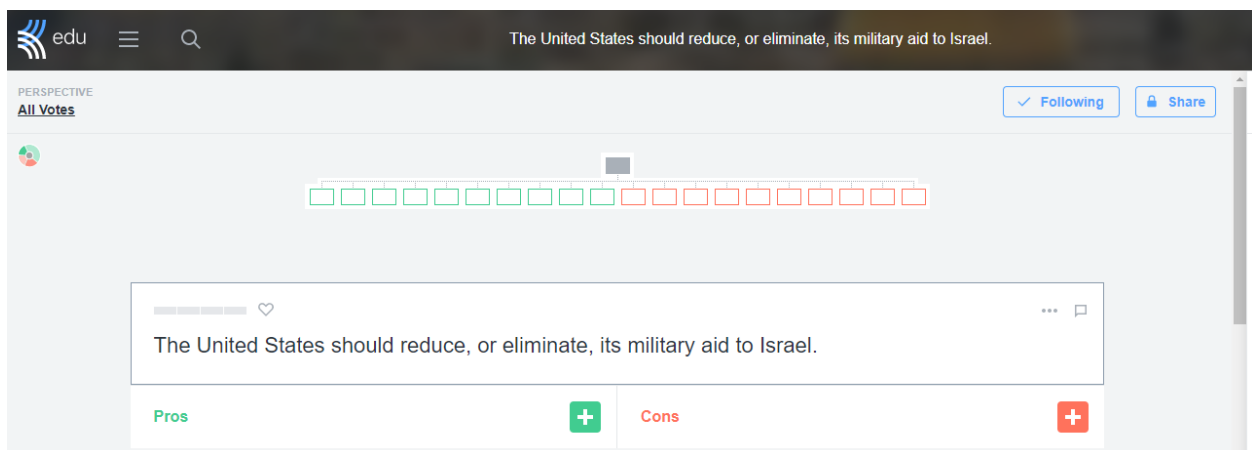 edu
The United States should reduce, or eliminate, its military aid to Israel.
PERSPECTIVE
All Votes
Following
Share
The United States should reduce, or eliminate, its military aid to Israel.
Pros
Cons